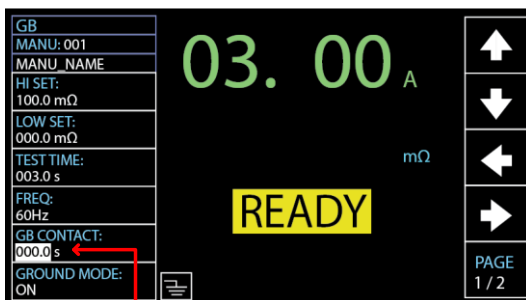 GB
MANU: 001
MANU_NAME
HI SET:
100.0 mΩ
LOW SET:
000.0 mΩ
TEST TIME:
003.0 s
FREQ:
60Hz
GB CONTACT:
000.0 s
GROUND MODE:
ON
03. 00 A
mΩ
READY
PAGE
1 / 2